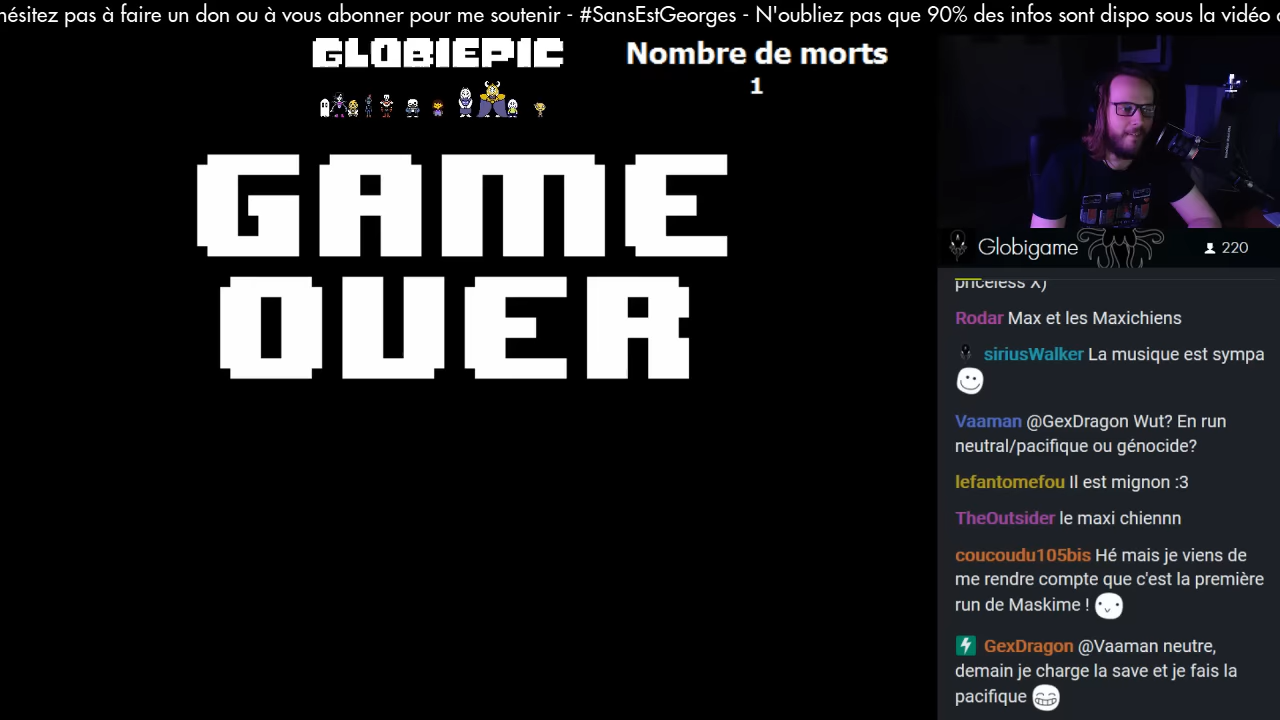 hésitez pas à faire un don ou à vous abonner pour me soutenir - #SansEstGeorges - N'oubliez pas que 90% des infos sont dispo sous la vidéo
GLOBIEPIC
Nombre de morts
1
GAME
OVER
Globigame
220
priceless X)
Rodar Max et les Maxichiens
siriusWalker La musique est sympa
Vaaman @GexDragon Wut? En run
neutral/pacifique ou génocide?
lefantomefou Il est mignon :3
TheOutsider le maxi chiennn
coucoudu105bis Hé mais je viens de
me rendre compte que c'est la première
run de Maskime !
GexDragon @Vaaman neutre,
demain je charge la save et je fais la
pacifique